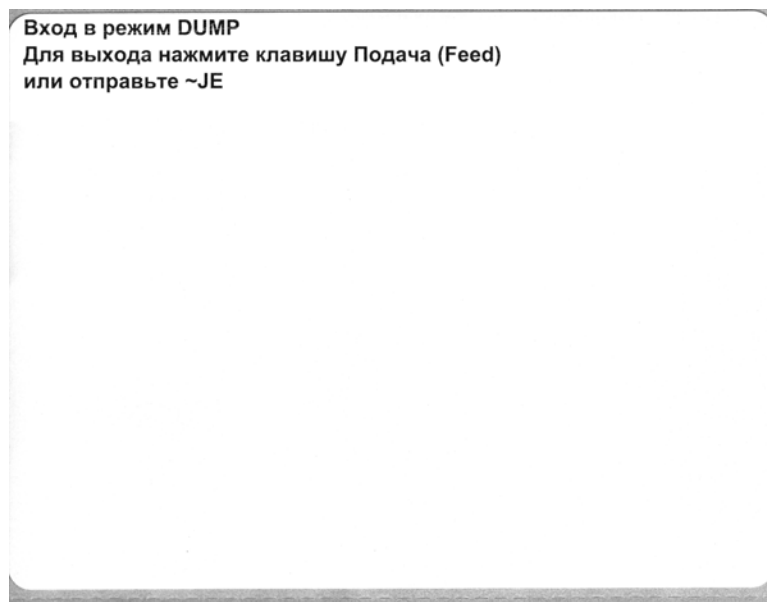 Вход в режим DUMP
Для выхода нажмите клавишу Подача (Feed)
или отправьте ~JE